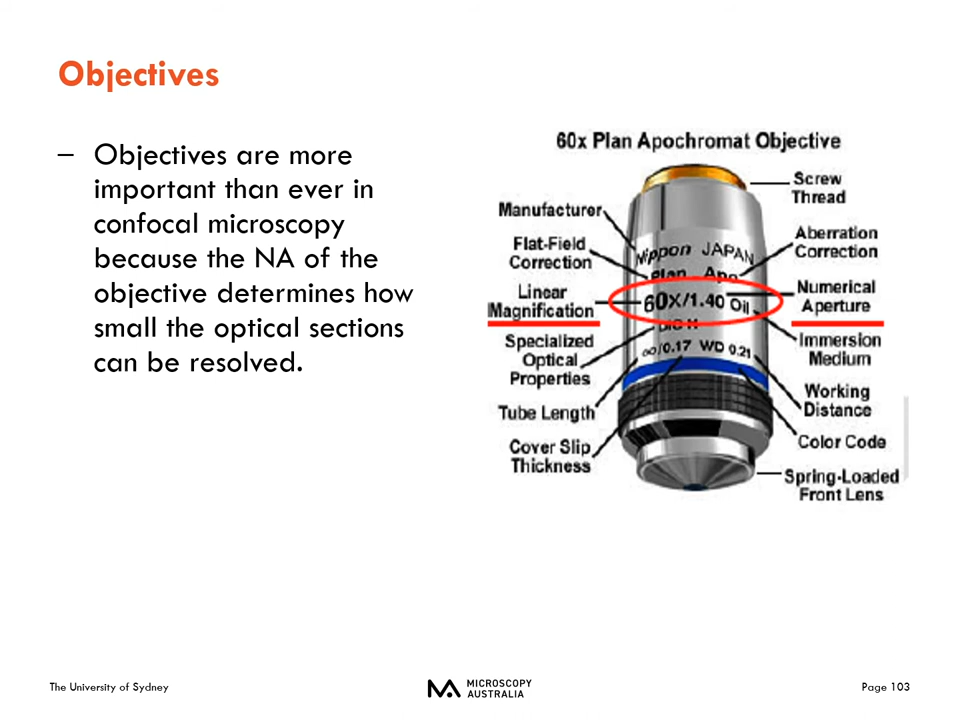 Objectives
– Objectives are more
important than ever in
confocal microscopy
because the NA of the
objective determines how
small the optical sections
can be resolved.
60x Plan Apochromat Objective
Screw
Thread
Manufacturer
Aberration
Correction
Flat-Field
Correction
Nippon JAPAN
Plan Apo
Linear
Magnification
60X/1.40 Oil
Numerical
Aperture
DIC H
Specialized
Optical
Properties
∞/0.17 WD 0.21
Immersion
Medium
Tube Length
Working
Distance
Cover Slip
Thickness
Color Code
Spring-Loaded
Front Lens
The University of Sydney
MICROSCOPY
AUSTRALIA
Page 103